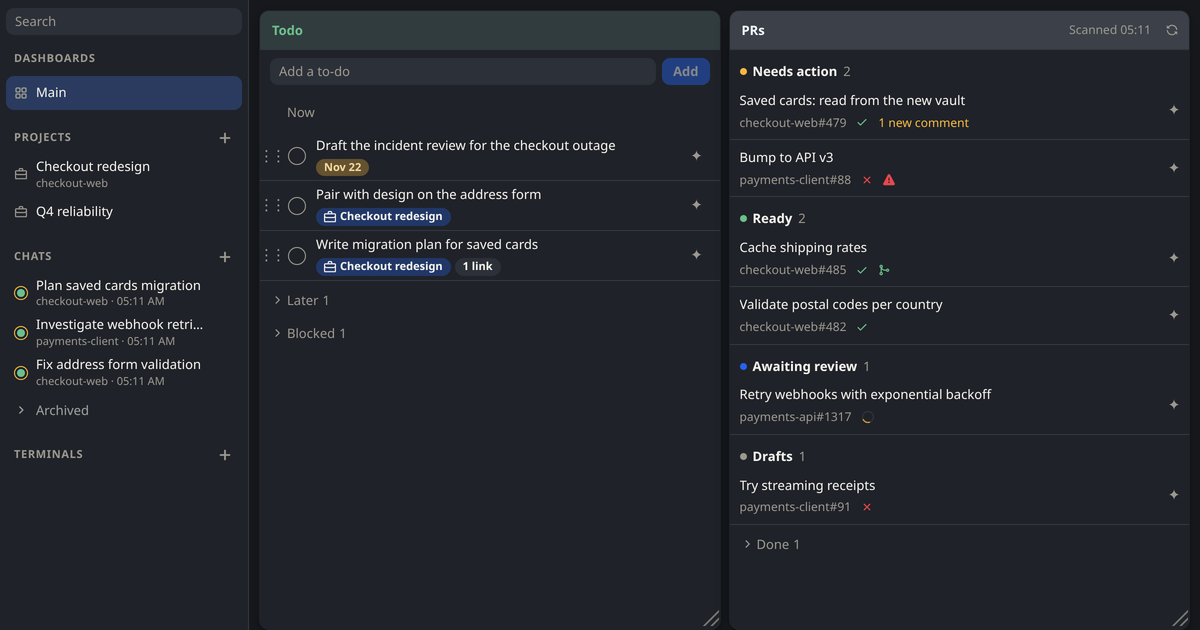 Search
DASHBOARDS
Main
PROJECTS
Checkout redesign
checkout-web
Q4 reliability
CHATS
Plan saved cards migration
checkout-web · 05:11 AM
Investigate webhook retri...
payments-client · 05:11 AM
Fix address form validation
checkout-web · 05:11 AM
Archived
TERMINALS
Todo
Add a to-do
Add
Now
Draft the incident review for the checkout outage
Nov 22
Pair with design on the address form
Checkout redesign
Write migration plan for saved cards
Checkout redesign 1 link
Later 1
Blocked 1
PRs
Scanned 05:11
Needs action 2
Saved cards: read from the new vault
checkout-web#479 1 new comment
Bump to API v3
payments-client#88
Ready 2
Cache shipping rates
checkout-web#485
Validate postal codes per country
checkout-web#482
Awaiting review 1
Retry webhooks with exponential backoff
payments-api#1317
Drafts 1
Try streaming receipts
payments-client#91
Done 1